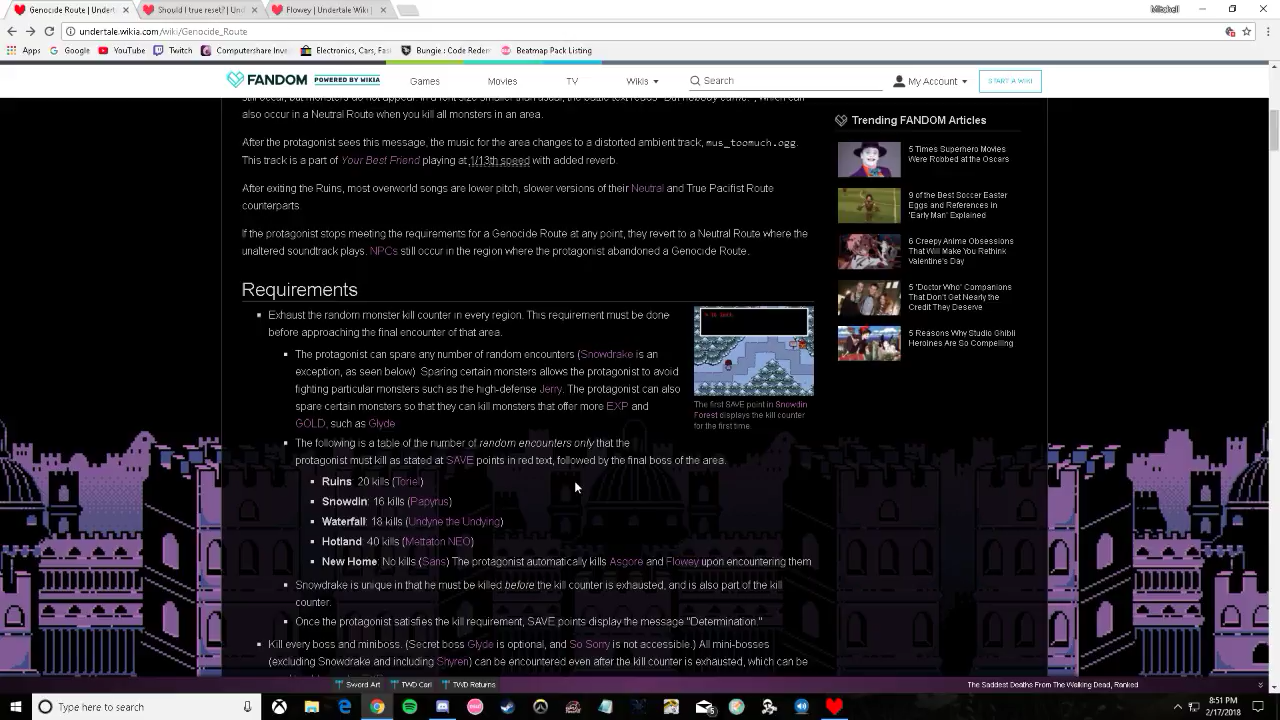 Genocide Route | Undert
Should I true reset? | Und
Flowey | Undertale Wiki |
Mitchell
undertale.wikia.com/wiki/Genocide_Route
Apps
Google
YouTube
Twitch
Computershare Invest
Electronics, Cars, Fash
Bungie : Code Redem
Beatmap Pack Listing
FANDOM POWERED BY WIKIA
Games
Movies
TV
Wikis
Search
My Account
START A WIKI
also occur in a Neutral Route when you kill all monsters in an area.
After the protagonist sees this message, the music for the area changes to a distorted ambient track, mus_toomuch.ogg.
This track is a part of Your Best Friend playing at 1/13th speed with added reverb.
After exiting the Ruins, most overworld songs are lower pitch, slower versions of their Neutral and True Pacifist Route
counterparts.
If the protagonist stops meeting the requirements for a Genocide Route at any point, they revert to a Neutral Route where the
unaltered soundtrack plays. NPCs still occur in the region where the protagonist abandoned a Genocide Route.
Requirements
Exhaust the random monster kill counter in every region. This requirement must be done
before approaching the final encounter of that area.
The protagonist can spare any number of random encounters (Snowdrake is an
exception, as seen below). Sparing certain monsters allows the protagonist to avoid
fighting particular monsters such as the high-defense Jerry. The protagonist can also
spare certain monsters so that they can kill monsters that offer more EXP and
GOLD, such as Glyde
The following is a table of the number of random encounters only that the
protagonist must kill as stated at SAVE points in red text, followed by the final boss of the area.
Ruins: 20 kills (Toriel)
Snowdin: 16 kills (Papyrus)
Waterfall: 18 kills (Undyne the Undying)
Hotland: 40 kills (Mettaton NEO)
New Home: No kills (Sans) The protagonist automatically kills Asgore and Flowey upon encountering them
Snowdrake is unique in that he must be killed before the kill counter is exhausted, and is also part of the kill
counter.
Once the protagonist satisfies the kill requirement, SAVE points display the message "Determination."
Kill every boss and miniboss. (Secret boss Glyde is optional, and So Sorry is not accessible.) All mini-bosses
(excluding Snowdrake and including Shyren) can be encountered even after the kill counter is exhausted, which can be
The first SAVE point in Snowdin
Forest displays the kill counter
for the first time.
Trending FANDOM Articles
5 Times Superhero Movies
Were Robbed at the Oscars
9 of the Best Soccer Easter
Eggs and References in
'Early Man' Explained
6 Creepy Anime Obsessions
That Will Make You Rethink
Valentine's Day
5 'Doctor Who' Companions
That Don't Get Nearly the
Credit They Deserve
5 Reasons Why Studio Ghibli
Heroines Are So Compelling
Sword Art
TWD Carl
TWD Returns
The Saddest Deaths From The Walking Dead, Ranked
Type here to search
8:51 PM
2/17/2018